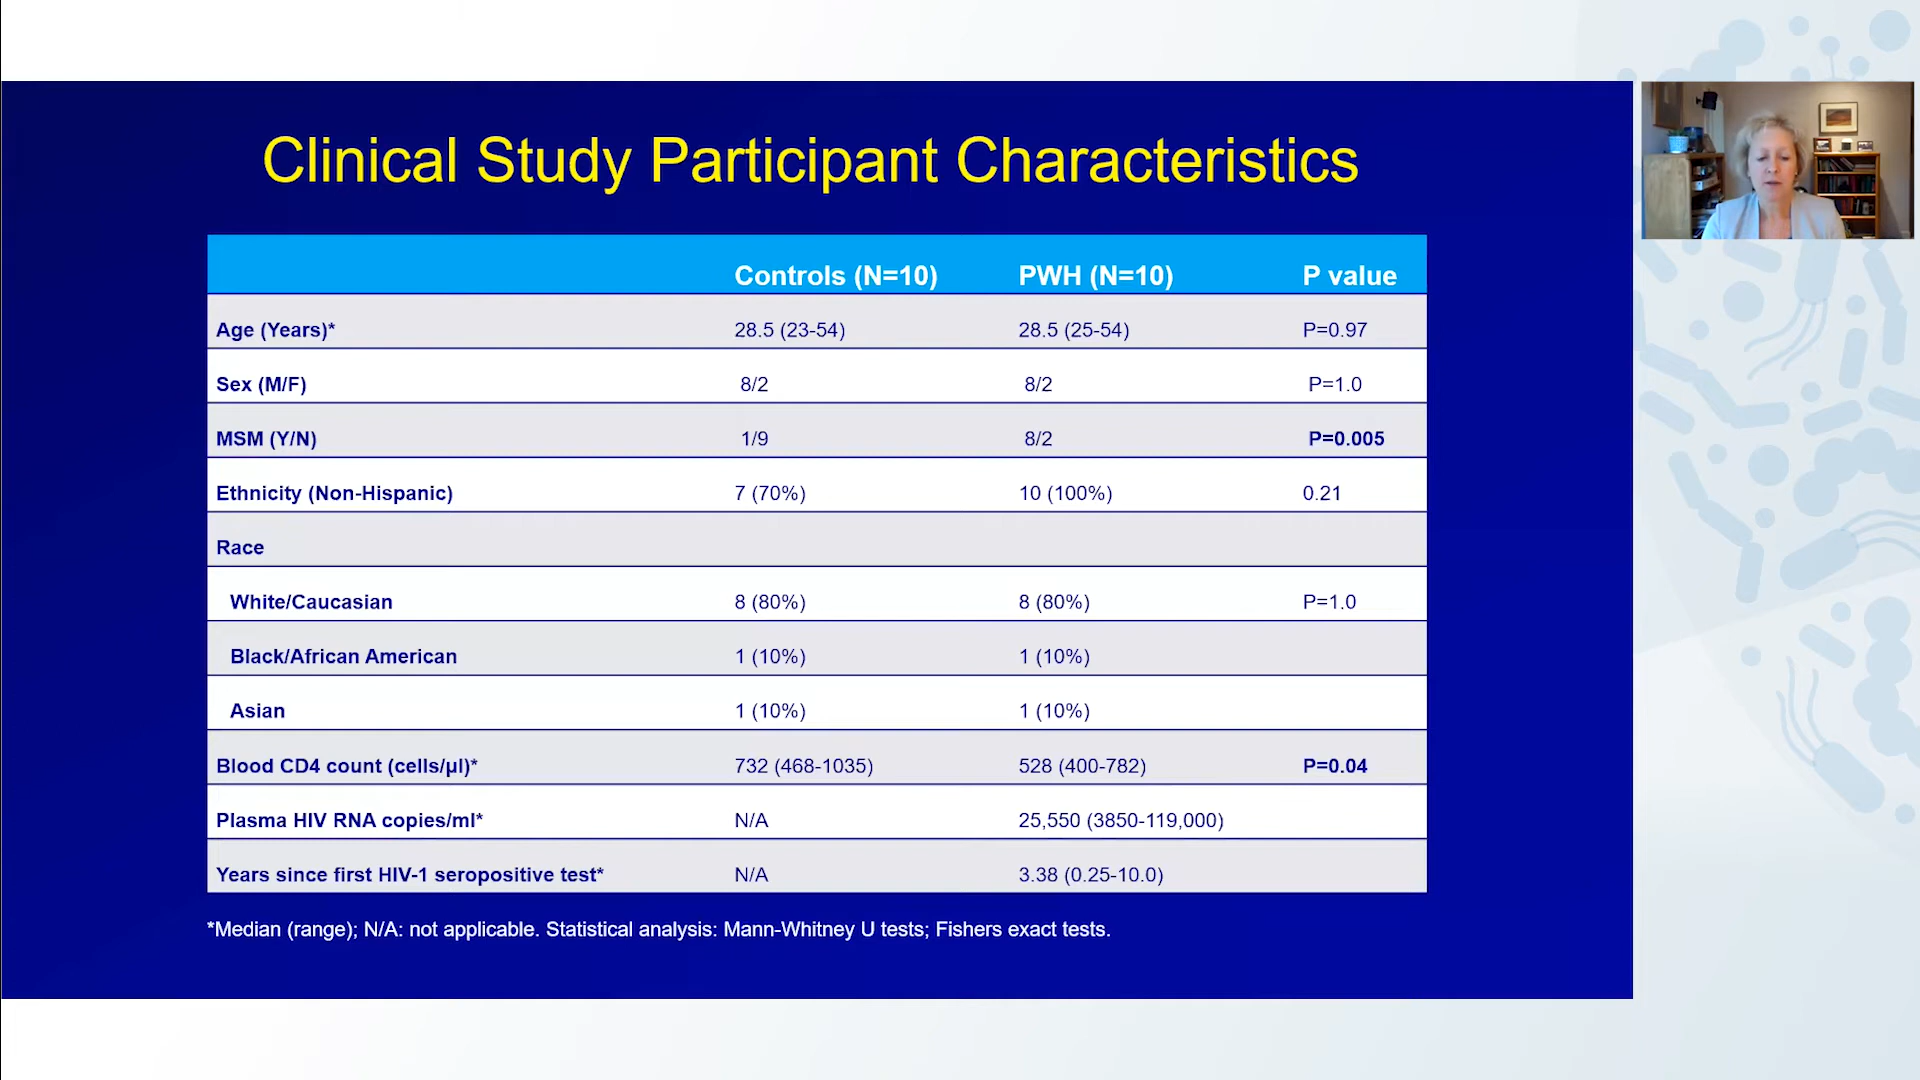 Clinical Study Participant Characteristics
Controls (N=10) PWH (N=10) P value
Age (Years)* 28.5 (23-54) 28.5 (25-54) P=0.97
Sex (M/F) 8/2 8/2 P=1.0
MSM (Y/N) 1/9 8/2 P=0.005
Ethnicity (Non-Hispanic) 7 (70%) 10 (100%) 0.21
Race
White/Caucasian 8 (80%) 8 (80%) P=1.0
Black/African American 1 (10%) 1 (10%)
Asian 1 (10%) 1 (10%)
Blood CD4 count (cells/µl)* 732 (468-1035) 528 (400-782) P=0.04
Plasma HIV RNA copies/ml* N/A 25,550 (3850-119,000)
Years since first HIV-1 seropositive test* N/A 3.38 (0.25-10.0)
*Median (range); N/A: not applicable. Statistical analysis: Mann-Whitney U tests; Fishers exact tests.